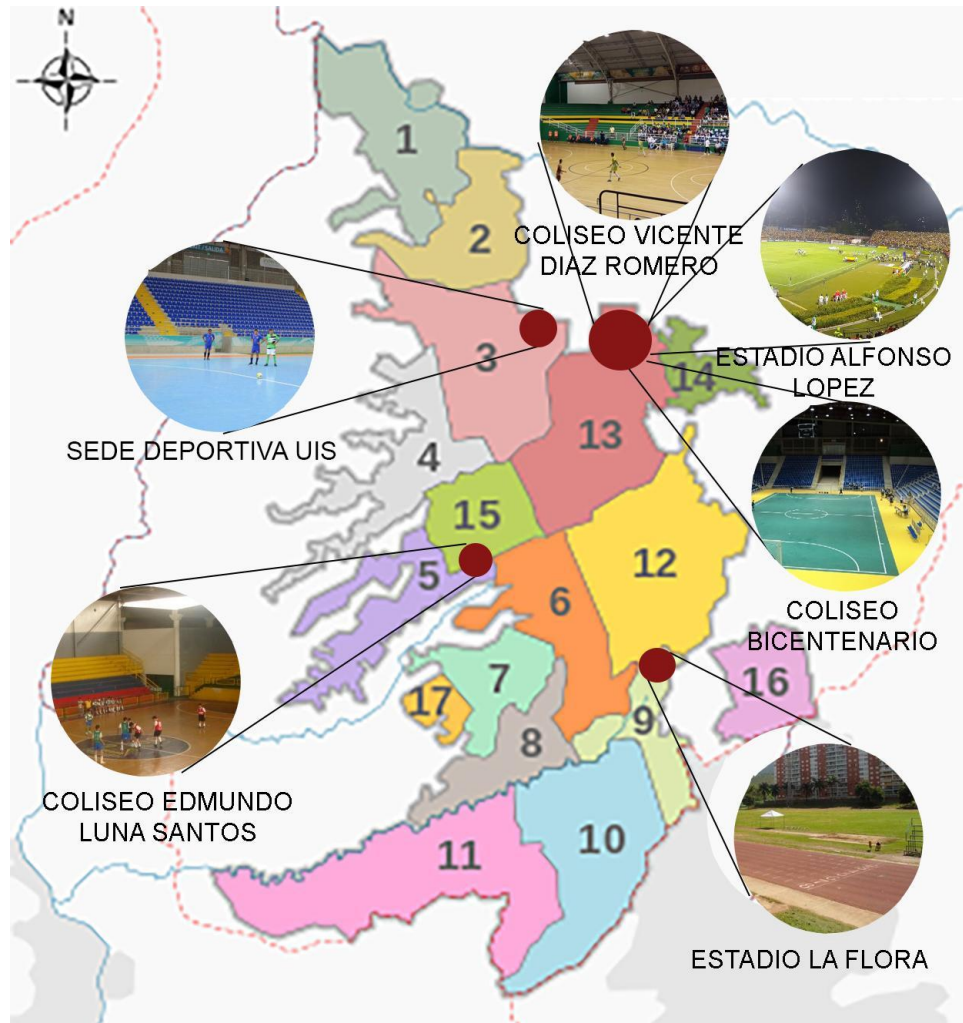 N
1
COLISEO VICENTE
DIAZ ROMERO
2
ESTADIO ALFONSO
LOPEZ
3
14
SEDE DEPORTIVA UIS
4
13
15
12
5
6
COLISEO
BICENTENARIO
7
16
17
9
8
COLISEO EDMUNDO
LUNA SANTOS
10
11
ESTADIO LA FLORA